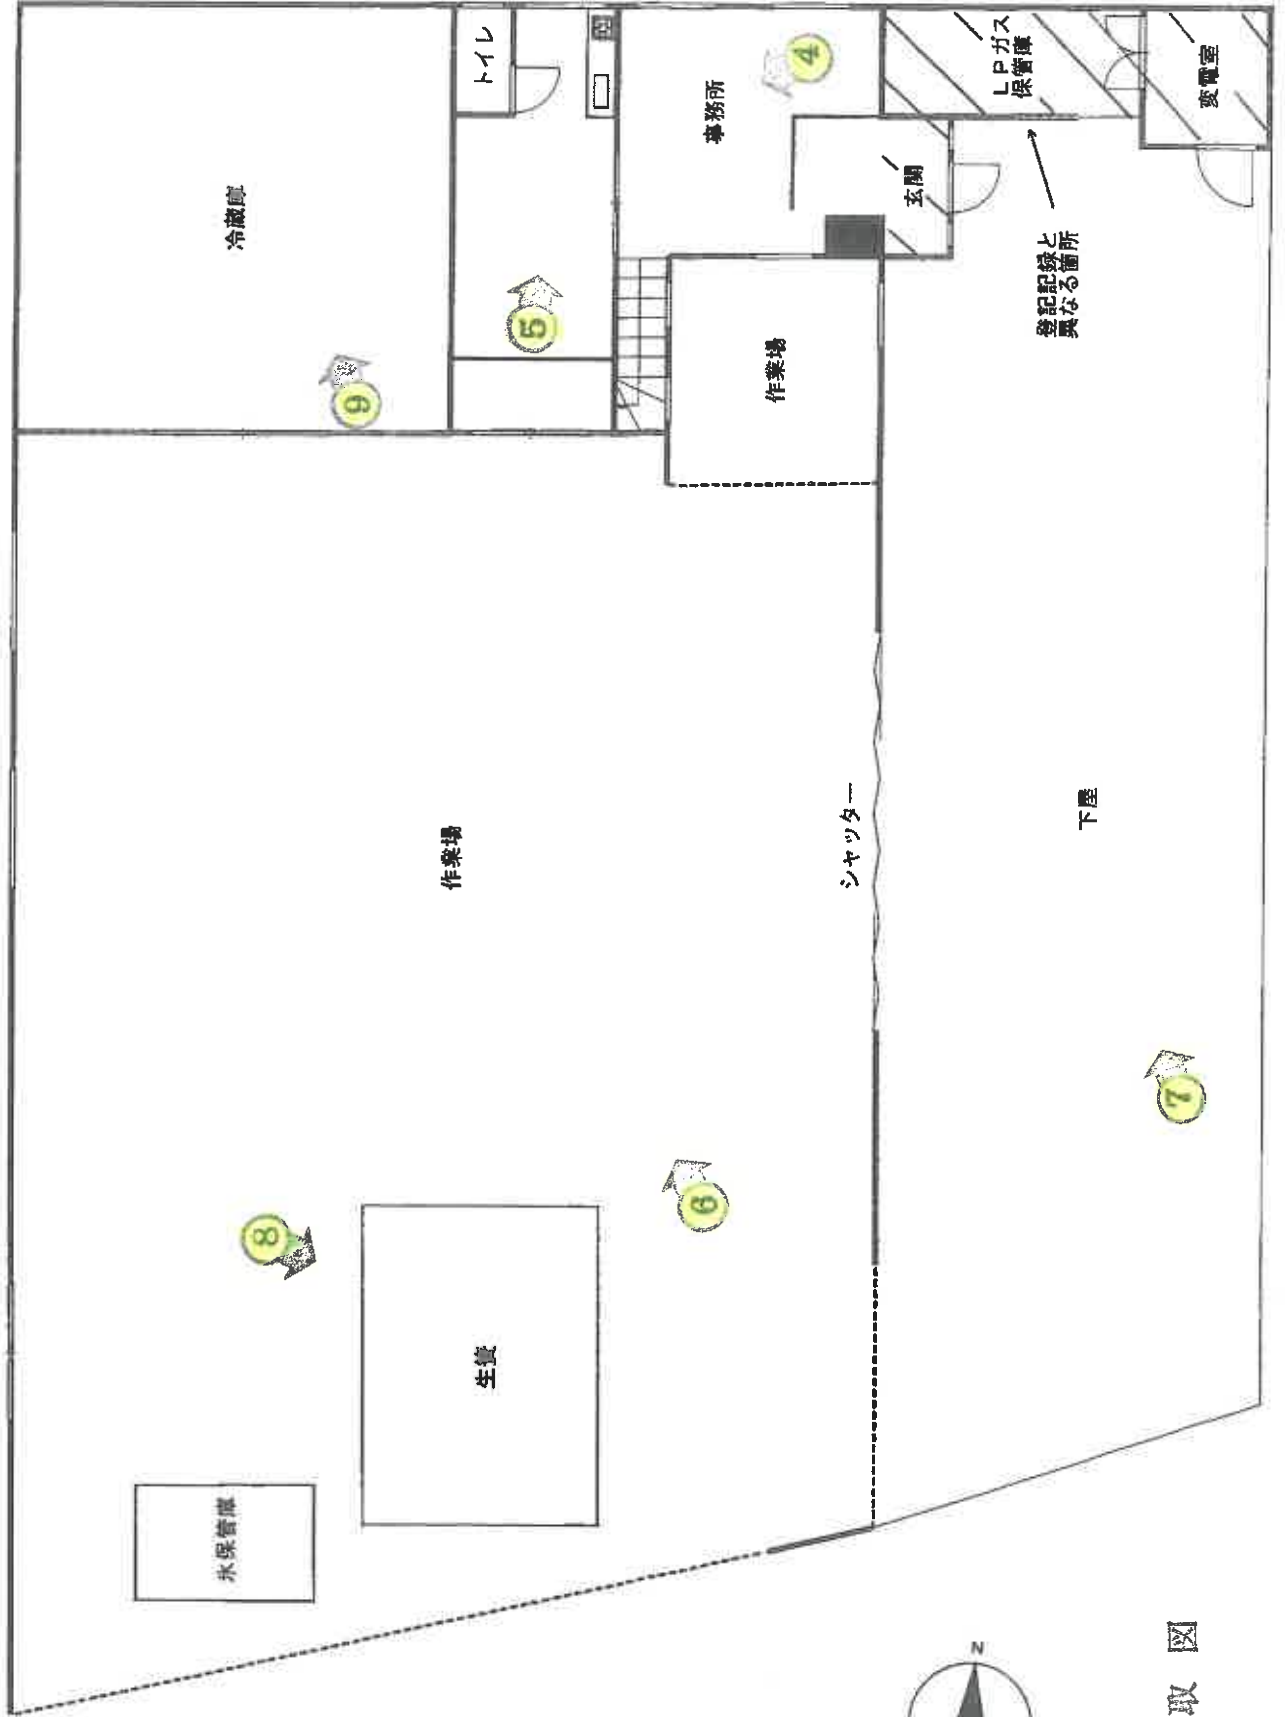 氷保管庫
冷蔵庫
⑧
⑨
生簀
作業場
トイレ
⑤
⑥
事務所
作業場
④
シャッター
玄関
N
ＬＰガス
保管庫
登記記録と
異なる箇所
下屋
取 図
⑦
変電室